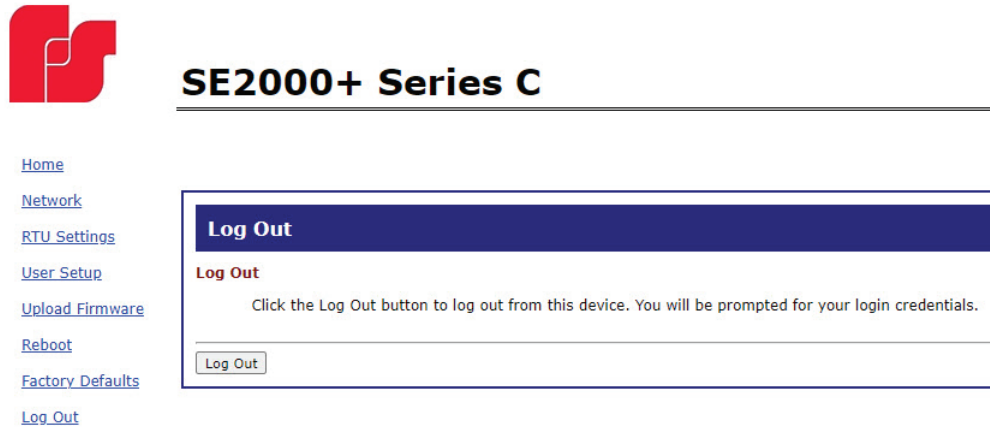 SE2000+ Series C
Home
Network
RTU Settings
User Setup
Upload Firmware
Reboot
Factory Defaults
Log Out
Log Out
Log Out
Click the Log Out button to log out from this device. You will be prompted for your login credentials.
Log Out